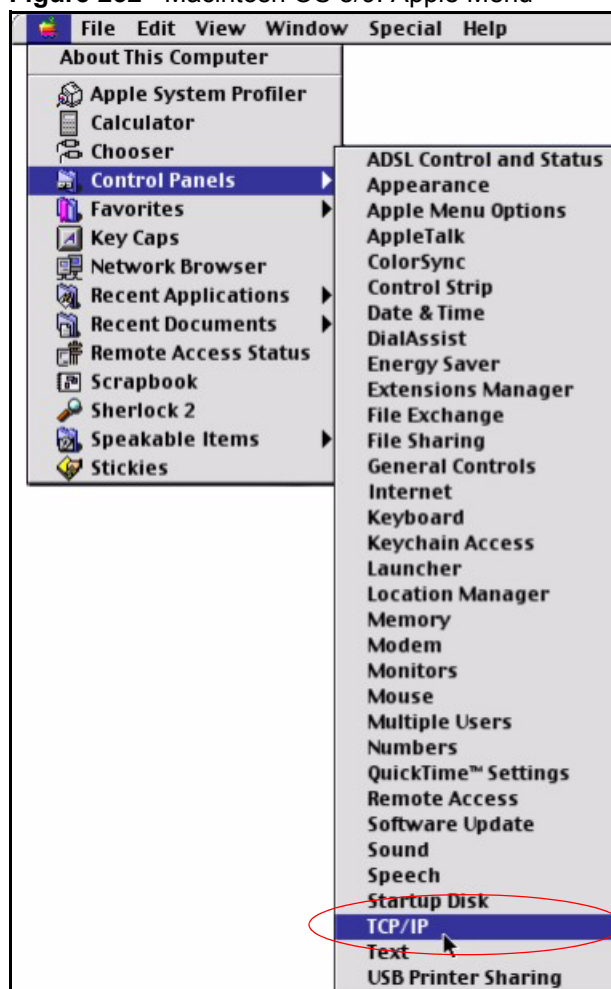 Figure Macintosh OS 8/9: Apple Menu
File Edit View Window Special Help
About This Computer
Apple System Profiler
Calculator
Chooser
Control Panels
Favorites
Key Caps
Network Browser
Recent Applications
Recent Documents
Remote Access Status
Scrapbook
Sherlock 2
Speakable Items
Stickies
ADSL Control and Status
Appearance
Apple Menu Options
AppleTalk
ColorSync
Control Strip
Date & Time
DialAssist
Energy Saver
Extensions Manager
File Exchange
File Sharing
General Controls
Internet
Keyboard
Keychain Access
Launcher
Location Manager
Memory
Modem
Monitors
Mouse
Multiple Users
Numbers
QuickTime™ Settings
Remote Access
Software Update
Sound
Speech
Startup Disk
TCP/IP
Text
USB Printer Sharing